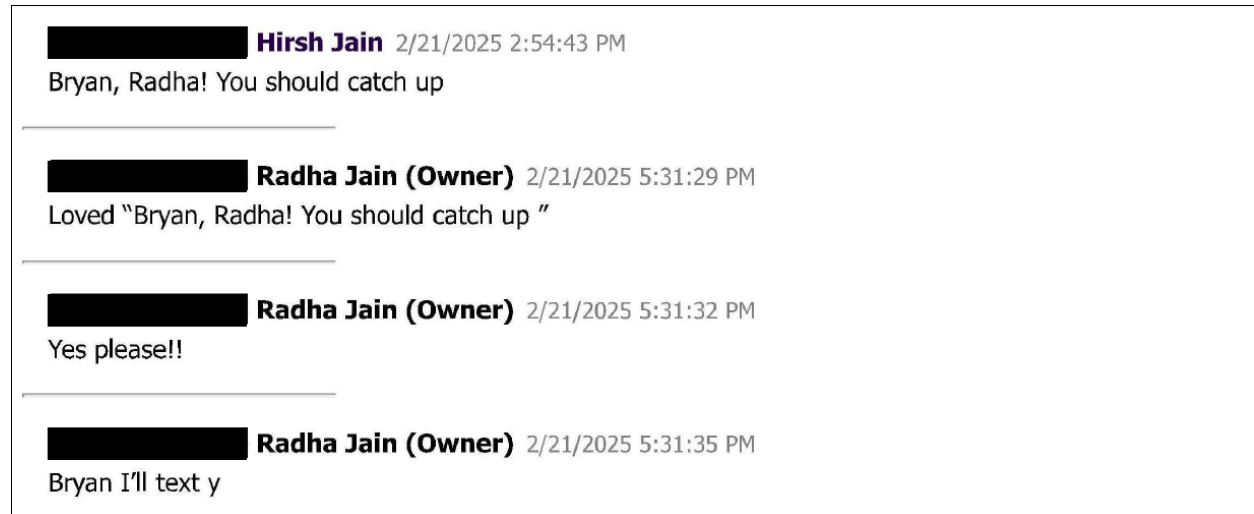 Hirsh Jain 2/21/2025 2:54:43 PM
Bryan, Radha! You should catch up
Radha Jain (Owner) 2/21/2025 5:31:29 PM
Loved “Bryan, Radha! You should catch up ”
Radha Jain (Owner) 2/21/2025 5:31:32 PM
Yes please!!
Radha Jain (Owner) 2/21/2025 5:31:35 PM
Bryan I’ll text y